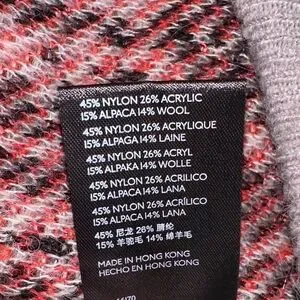 45% NYLON 26% ACRYLIC
15% ALPACA 14% WOOL
45% NYLON 26% ACRYLIQUE
15% ALPAGA 14% LAINE
45% NYLON 26% ACRYL
15% ALPAKA 14% WOLLE
45% NYLON 26% ACRILICO
15% ALPACA 14% LANA
45% NYLON 26% ACRÍLICO
15% ALPACA 14% LANA
45% 尼龙 26% 腈纶
15% 羊驼毛 14% 绵羊毛
MADE IN HONG KONG
HECHO EN HONG KONG